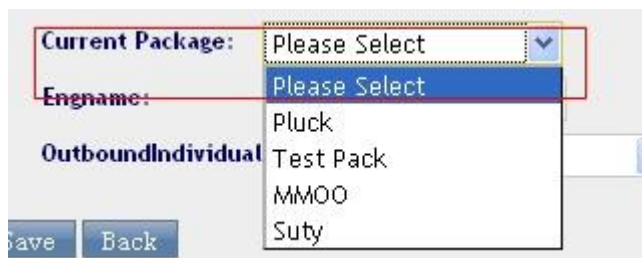 Current Package: Please Select
Please Select
Engname:
Pluck
OutboundIndividual Test Pack
MMOO
Suty
Save Back